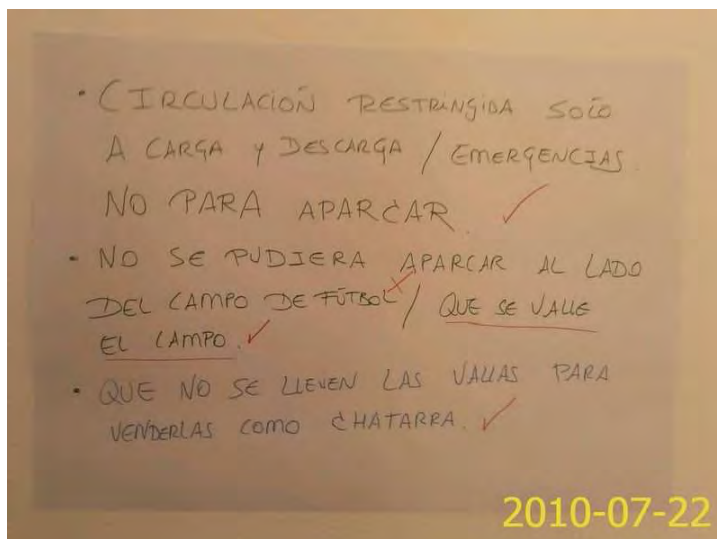 • CIRCULACIÓN RESTRINGIDA SOLO
A CARGA Y DESCARGA / EMERGENCIAS.
NO PARA APARCAR.
• NO SE PUDIERA APARCAR AL LADO
DEL CAMPO DE FÚTBOL / QUE SE VALLE
EL CAMPO.
• QUE NO SE LLEVEN LAS VALLAS PARA
VENDERLAS COMO CHATARRA.
2010-07-22